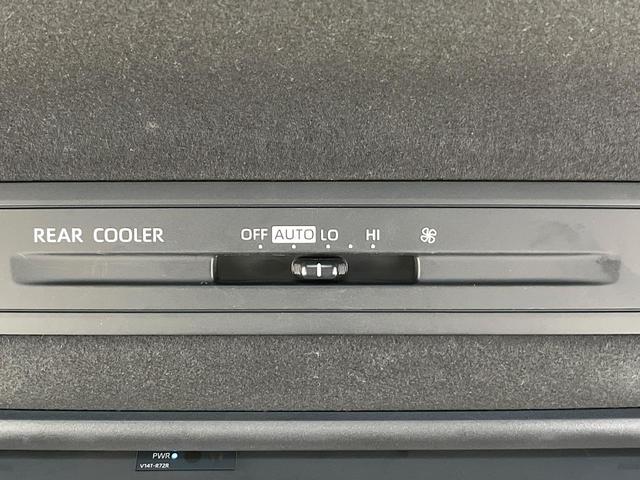 REAR COOLER OFF AUTO LO HI
PWR
V14T-R72R